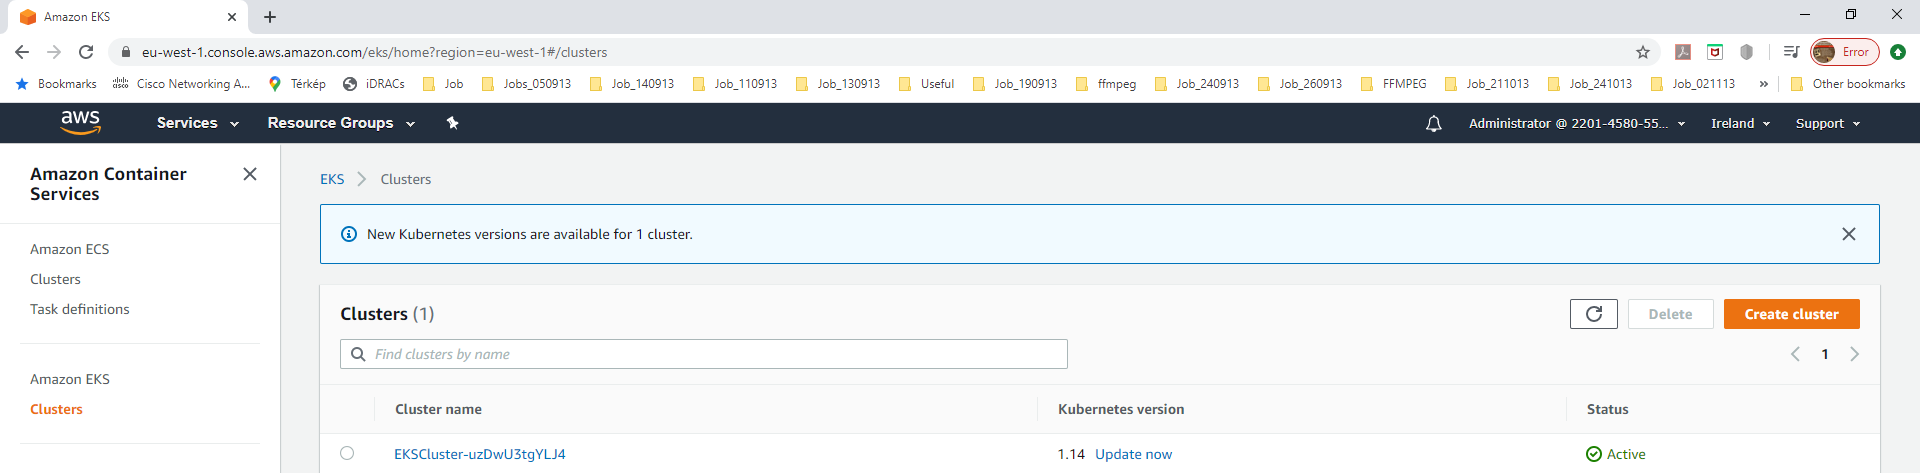 Amazon EKS
eu-west-1.console.aws.amazon.com/eks/home?region=eu-west-1#/clusters
Error
Bookmarks Cisco Networking A... Térkép iDRACs Job Jobs_050913 Job_140913 Job_110913 Job_130913 Useful Job_190913 ffmpeg Job_240913 Job_260913 FFMPEG Job_211013 Job_241013 Job_021113 » Other bookmarks
aws Services Resource Groups Administrator @ 2201-4580-55... Ireland Support
Amazon Container
Services
Amazon ECS
Clusters
Task definitions
Amazon EKS
Clusters
EKS > Clusters
New Kubernetes versions are available for 1 cluster.
Clusters (1)
Delete Create cluster
Find clusters by name
1
Cluster name Kubernetes version Status
EKSCluster-uzDwU3tgYLJ4 1.14 Update now Active